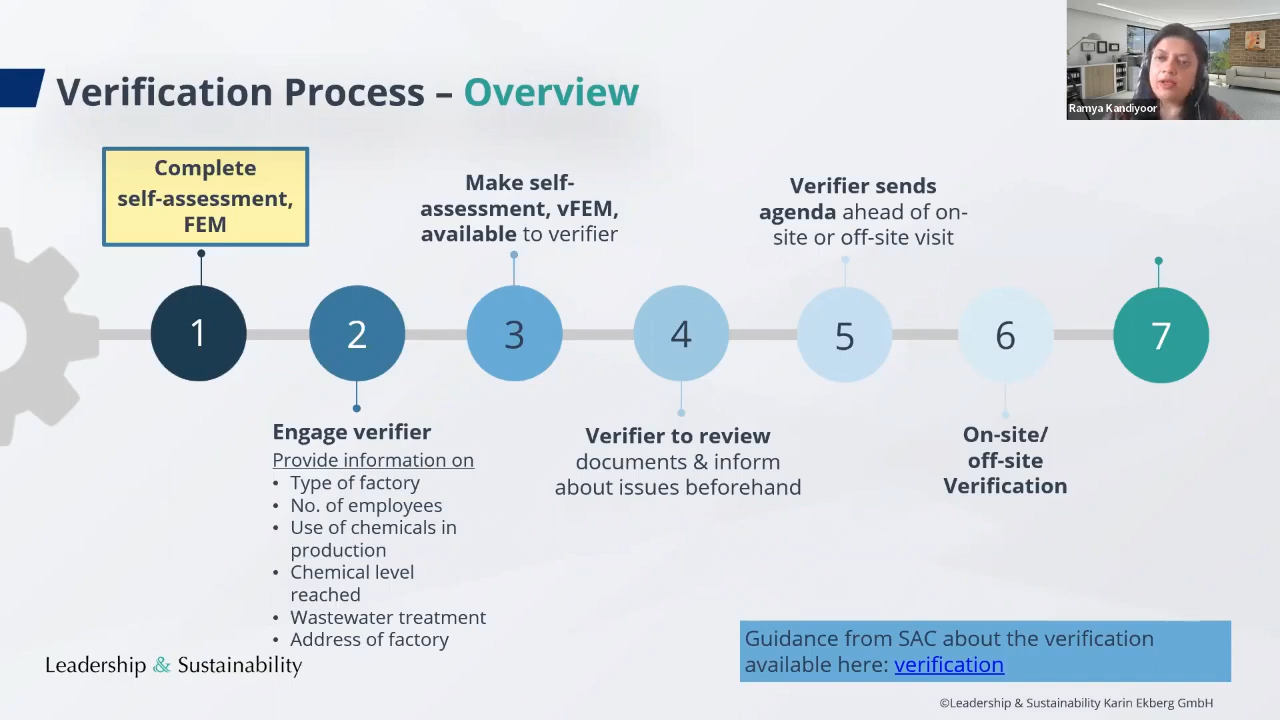 Ramya Kandiyoor
Verification Process – Overview
Complete
self-assessment,
FEM
Make self-
assessment, vFEM,
available to verifier
Verifier sends
agenda ahead of on-
site or off-site visit
1
2
3
4
5
6
7
Engage verifier
Provide information on
• Type of factory
• No. of employees
• Use of chemicals in
production
• Chemical level
reached
• Wastewater treatment
• Address of factory
Verifier to review
documents & inform
about issues beforehand
On-site/
off-site
Verification
Guidance from SAC about the verification
available here: verification
Leadership & Sustainability
©Leadership & Sustainability Karin Ekberg GmbH